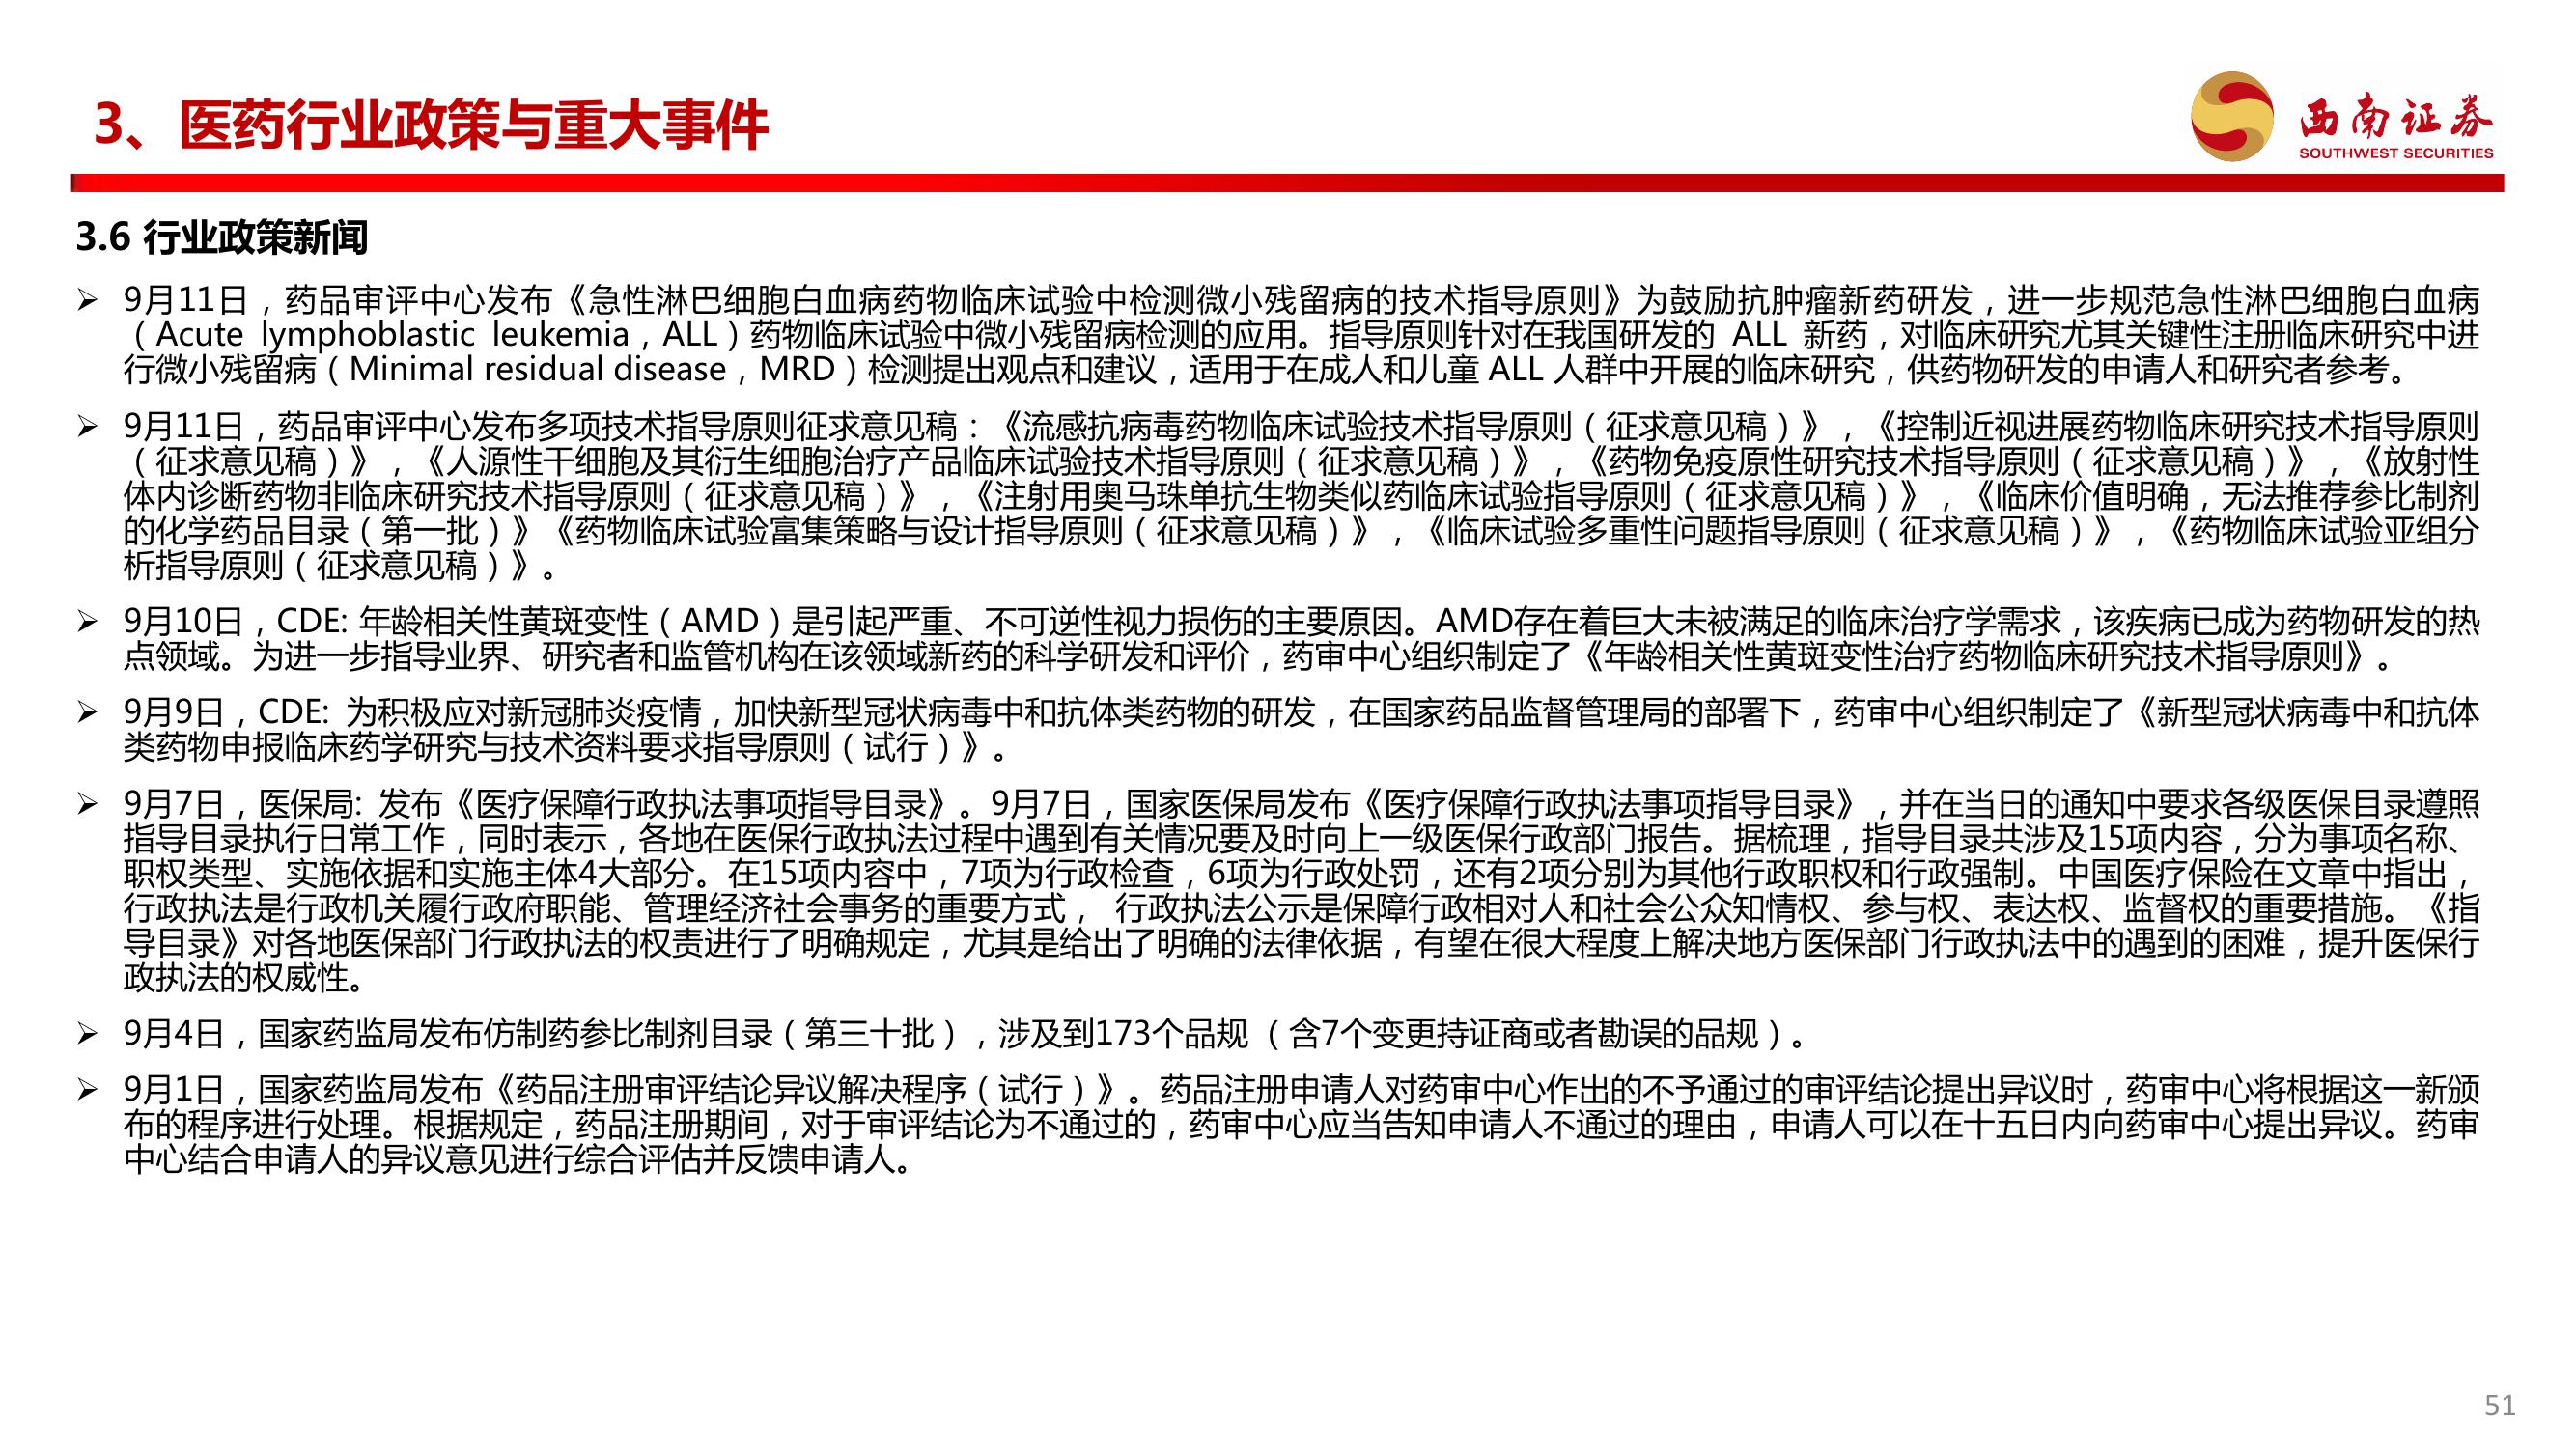 3、医药行业政策与重大事件
西南证券
SOUTHWEST SECURITIES
3.6 行业政策新闻
➢ 9月11日，药品审评中心发布《急性淋巴细胞白血病药物临床试验中检测微小残留病的技术指导原则》为鼓励抗肿瘤新药研发，进一步规范急性淋巴细胞白血病
（Acute lymphoblastic leukemia，ALL）药物临床试验中微小残留病检测的应用。指导原则针对在我国研发的 ALL 新药，对临床研究尤其关键性注册临床研究中进
行微小残留病（Minimal residual disease，MRD）检测提出观点和建议，适用于在成人和儿童 ALL 人群中开展的临床研究，供药物研发的申请人和研究者参考。
➢ 9月11日，药品审评中心发布多项技术指导原则征求意见稿：《流感抗病毒药物临床试验技术指导原则（征求意见稿）》，《控制近视进展药物临床研究技术指导原则
（征求意见稿）》，《人源性干细胞及其衍生细胞治疗产品临床试验技术指导原则（征求意见稿）》，《药物免疫原性研究技术指导原则（征求意见稿）》，《放射性
体内诊断药物非临床研究技术指导原则（征求意见稿）》，《注射用奥马珠单抗生物类似药临床试验指导原则（征求意见稿）》，《临床价值明确，无法推荐参比制剂
的化学药品目录（第一批）》《药物临床试验富集策略与设计指导原则（征求意见稿）》，《临床试验多重性问题指导原则（征求意见稿）》，《药物临床试验亚组分
析指导原则（征求意见稿）》。
➢ 9月10日，CDE: 年龄相关性黄斑变性（AMD）是引起严重、不可逆性视力损伤的主要原因。AMD存在着巨大未被满足的临床治疗学需求，该疾病已成为药物研发的热
点领域。为进一步指导业界、研究者和监管机构在该领域新药的科学研发和评价，药审中心组织制定了《年龄相关性黄斑变性治疗药物临床研究技术指导原则》。
➢ 9月9日，CDE: 为积极应对新冠肺炎疫情，加快新型冠状病毒中和抗体类药物的研发，在国家药品监督管理局的部署下，药审中心组织制定了《新型冠状病毒中和抗体
类药物申报临床药学研究与技术资料要求指导原则（试行）》。
➢ 9月7日，医保局: 发布《医疗保障行政执法事项指导目录》。9月7日，国家医保局发布《医疗保障行政执法事项指导目录》，并在当日的通知中要求各级医保目录遵照
指导目录执行日常工作，同时表示，各地在医保行政执法过程中遇到有关情况要及时向上一级医保行政部门报告。据梳理，指导目录共涉及15项内容，分为事项名称、
职权类型、实施依据和实施主体4大部分。在15项内容中，7项为行政检查，6项为行政处罚，还有2项分别为其他行政职权和行政强制。中国医疗保险在文章中指出，
行政执法是行政机关履行政府职能、管理经济社会事务的重要方式， 行政执法公示是保障行政相对人和社会公众知情权、参与权、表达权、监督权的重要措施。《指
导目录》对各地医保部门行政执法的权责进行了明确规定，尤其是给出了明确的法律依据，有望在很大程度上解决地方医保部门行政执法中的遇到的困难，提升医保行
政执法的权威性。
➢ 9月4日，国家药监局发布仿制药参比制剂目录（第三十批），涉及到173个品规 （含7个变更持证商或者勘误的品规）。
➢ 9月1日，国家药监局发布《药品注册审评结论异议解决程序（试行）》。药品注册申请人对药审中心作出的不予通过的审评结论提出异议时，药审中心将根据这一新颁
布的程序进行处理。根据规定，药品注册期间，对于审评结论为不通过的，药审中心应当告知申请人不通过的理由，申请人可以在十五日内向药审中心提出异议。药审
中心结合申请人的异议意见进行综合评估并反馈申请人。
51